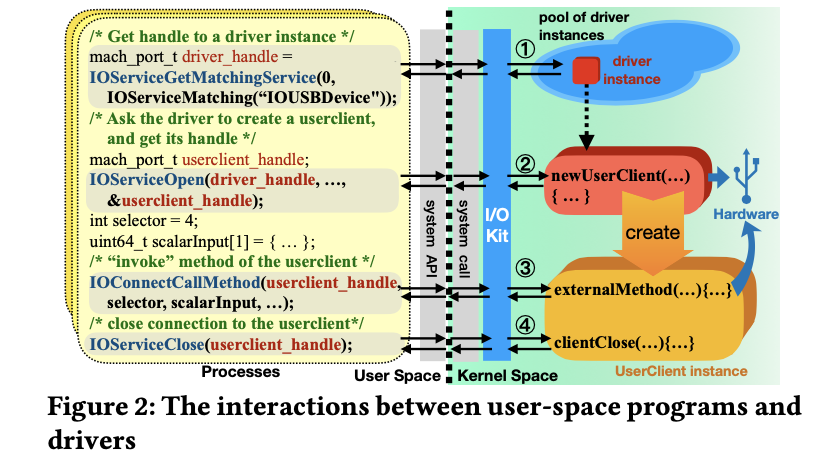 /* Get handle to a driver instance */
mach_port_t driver_handle =
IOServiceGetMatchingService(0,
IOServiceMatching(“IOUSBDevice"));
/* Ask the driver to create a userclient,
and get its handle */
mach_port_t userclient_handle;
IOServiceOpen(driver_handle, …,
&userclient_handle);
int selector = 4;
uint64_t scalarInput[1] = { … };
/* “invoke” method of the userclient */
IOConnectCallMethod(userclient_handle,
selector, scalarInput, …);
/* close connection to the userclient*/
IOServiceClose(userclient_handle);
Processes
User Space
system API
system call
Kernel Space
I/O
Kit
pool of driver
instances
①
driver
instance
②
newUserClient(…)
{ … }
Hardware
create
③
externalMethod(…){…}
④
clientClose(…){…}
UserClient instance
Figure 2: The interactions between user-space programs and
drivers